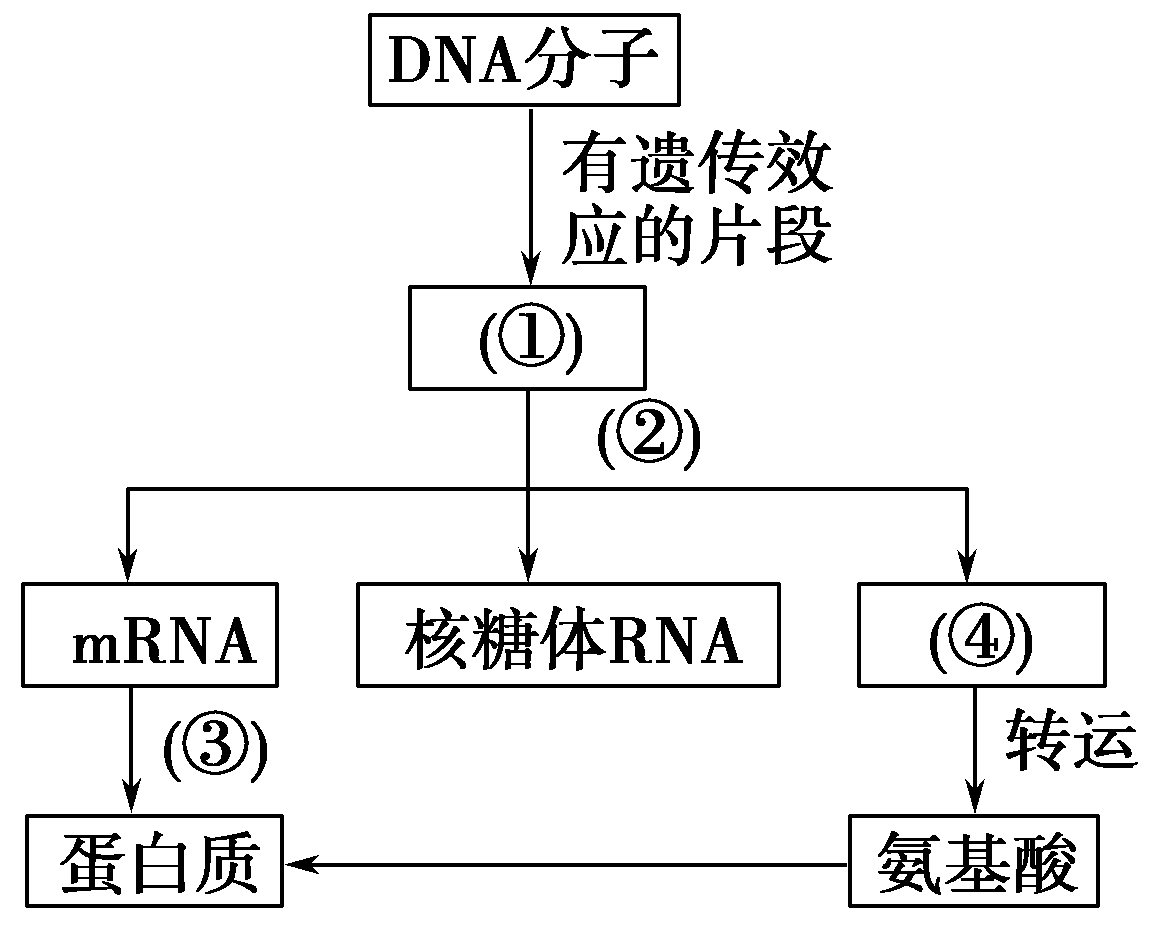 DNA分子
有遗传效
应的片段
(①)
(②)
mRNA
核糖体RNA
(④)
(③)
转运
蛋白质
氨基酸